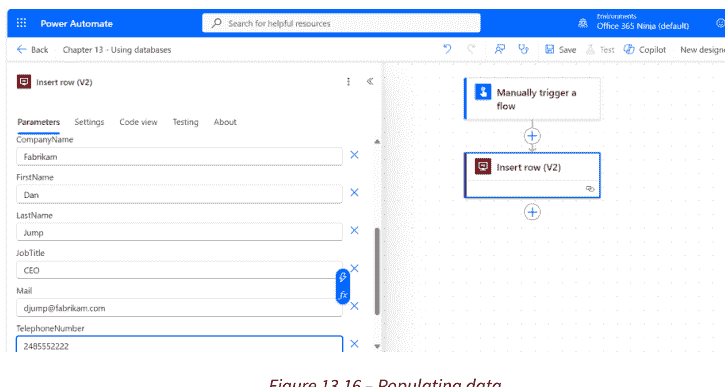 Power Automate
Search for helpful resources
Environments
Office 365 Ninja (default)
Back Chapter 13 - Using databases
Save Test Copilot New designe
Insert row (V2)
Parameters Settings Code view Testing About
CompanyName
Fabrikam
FirstName
Dan
LastName
Jump
JobTitle
CEO
fx
Mail
djump@fabrikam.com
TelephoneNumber
2485552222
Manually trigger a
flow
Insert row (V2)
Figure 13.16 – Populating data